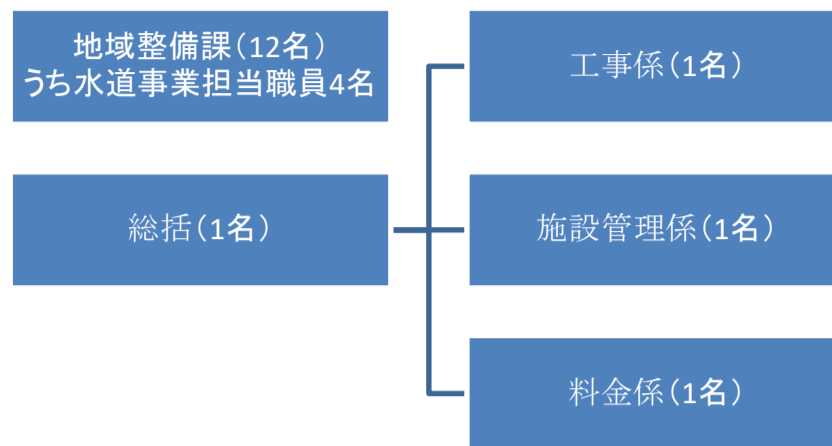 地域整備課(12名)
うち水道事業担当職員4名
総括(1名)
工事係(1名)
施設管理係(1名)
料金係(1名)